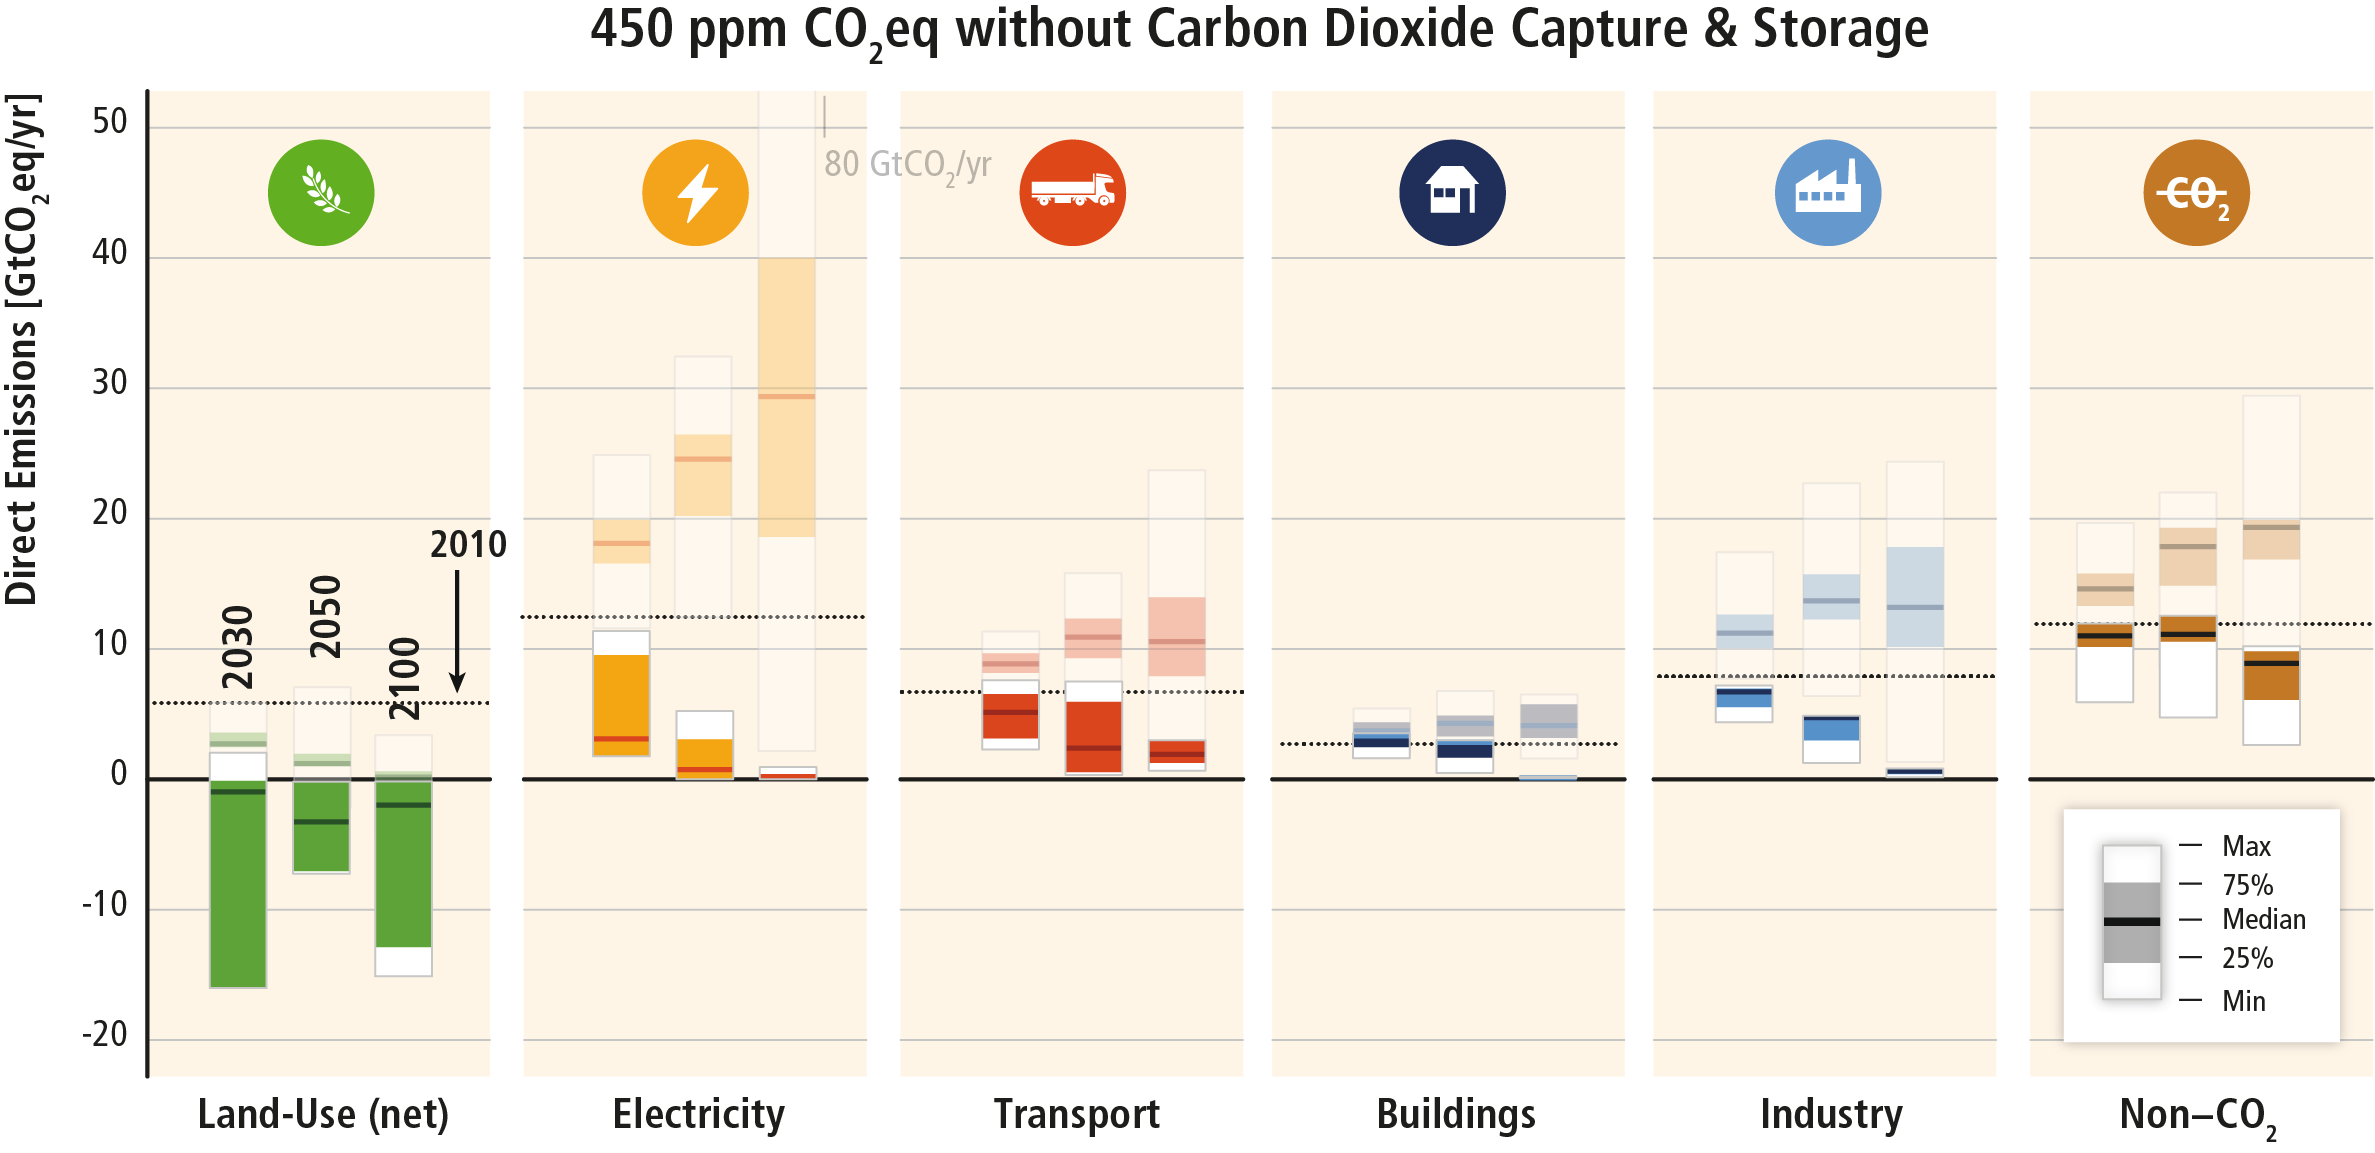 450 ppm CO₂eq without Carbon Dioxide Capture & Storage
Direct Emissions [GtCO₂eq/yr]
50
40
30
20
10
0
-10
-20
80 GtCO₂/yr
CO₂
2030
2050
2100
2010
Max
75%
Median
25%
Min
Land-Use (net)
Electricity
Transport
Buildings
Industry
Non–CO₂